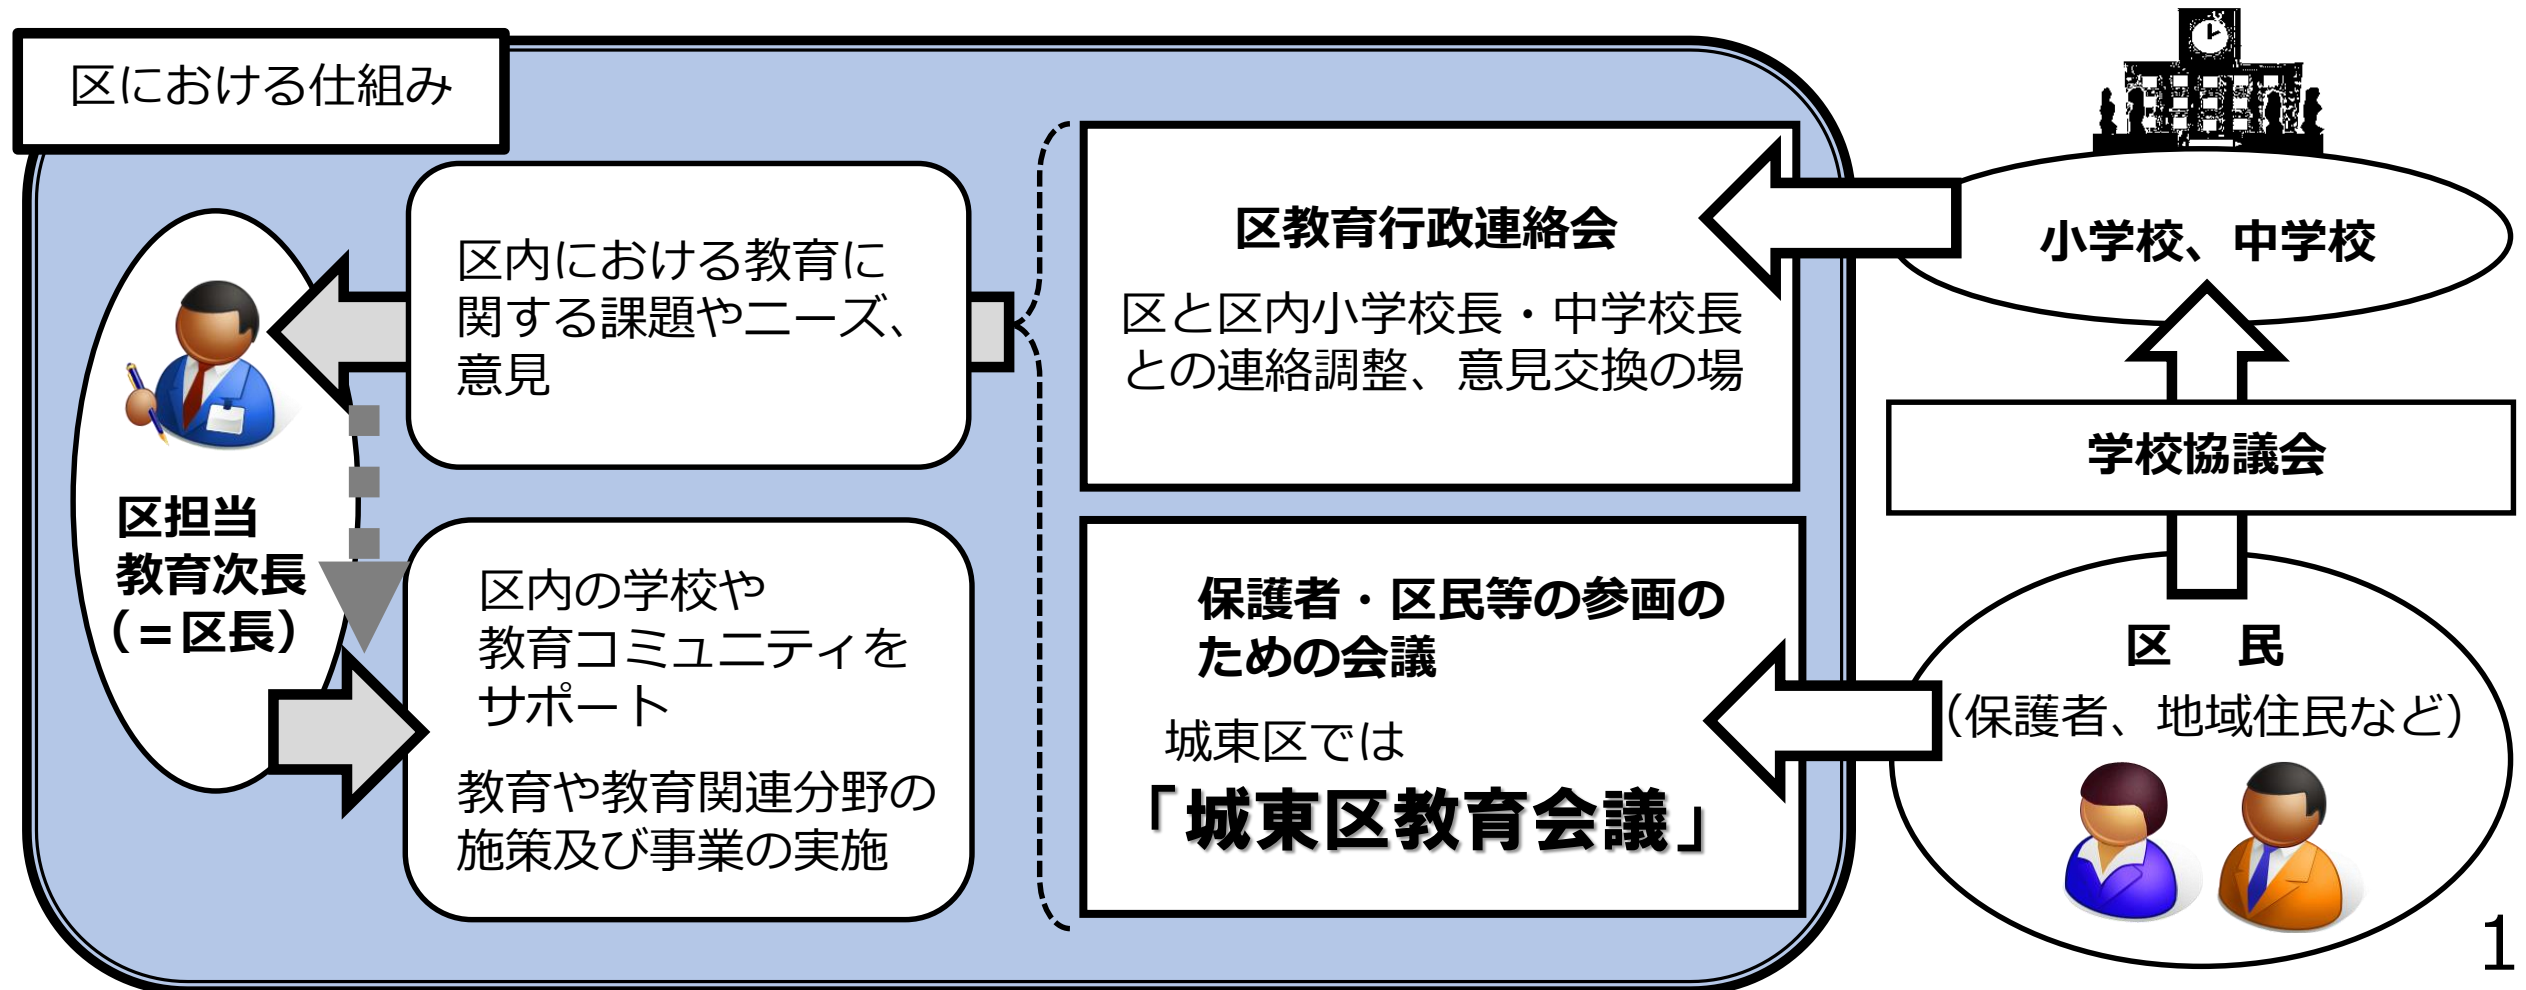 区における仕組み
区内における教育に
関する課題やニーズ、
意見
区担当
教育次長
（＝区長）
区内の学校や
教育コミュニティを
サポート
教育や教育関連分野の
施策及び事業の実施
区教育行政連絡会
区と区内小学校長・中学校長
との連絡調整、意見交換の場
保護者・区民等の参画の
ための会議
城東区では
「城東区教育会議」
小学校、中学校
学校協議会
区　民
（保護者、地域住民など）
1